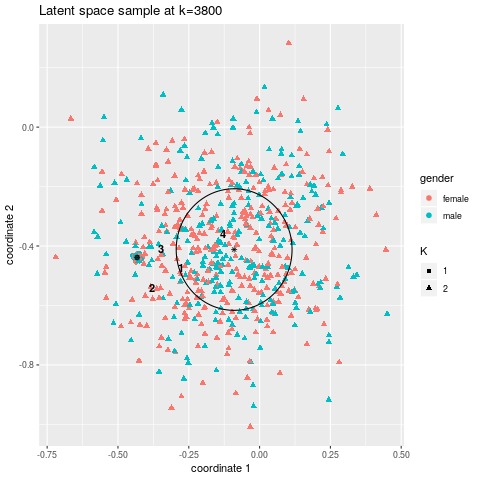 Latent space sample at k=3800
coordinate 2
0.0
-0.4
-0.8
4
3
1
2
-0.75
-0.50
-0.25
0.00
0.25
0.50
coordinate 1
gender
female
male
K
1
2